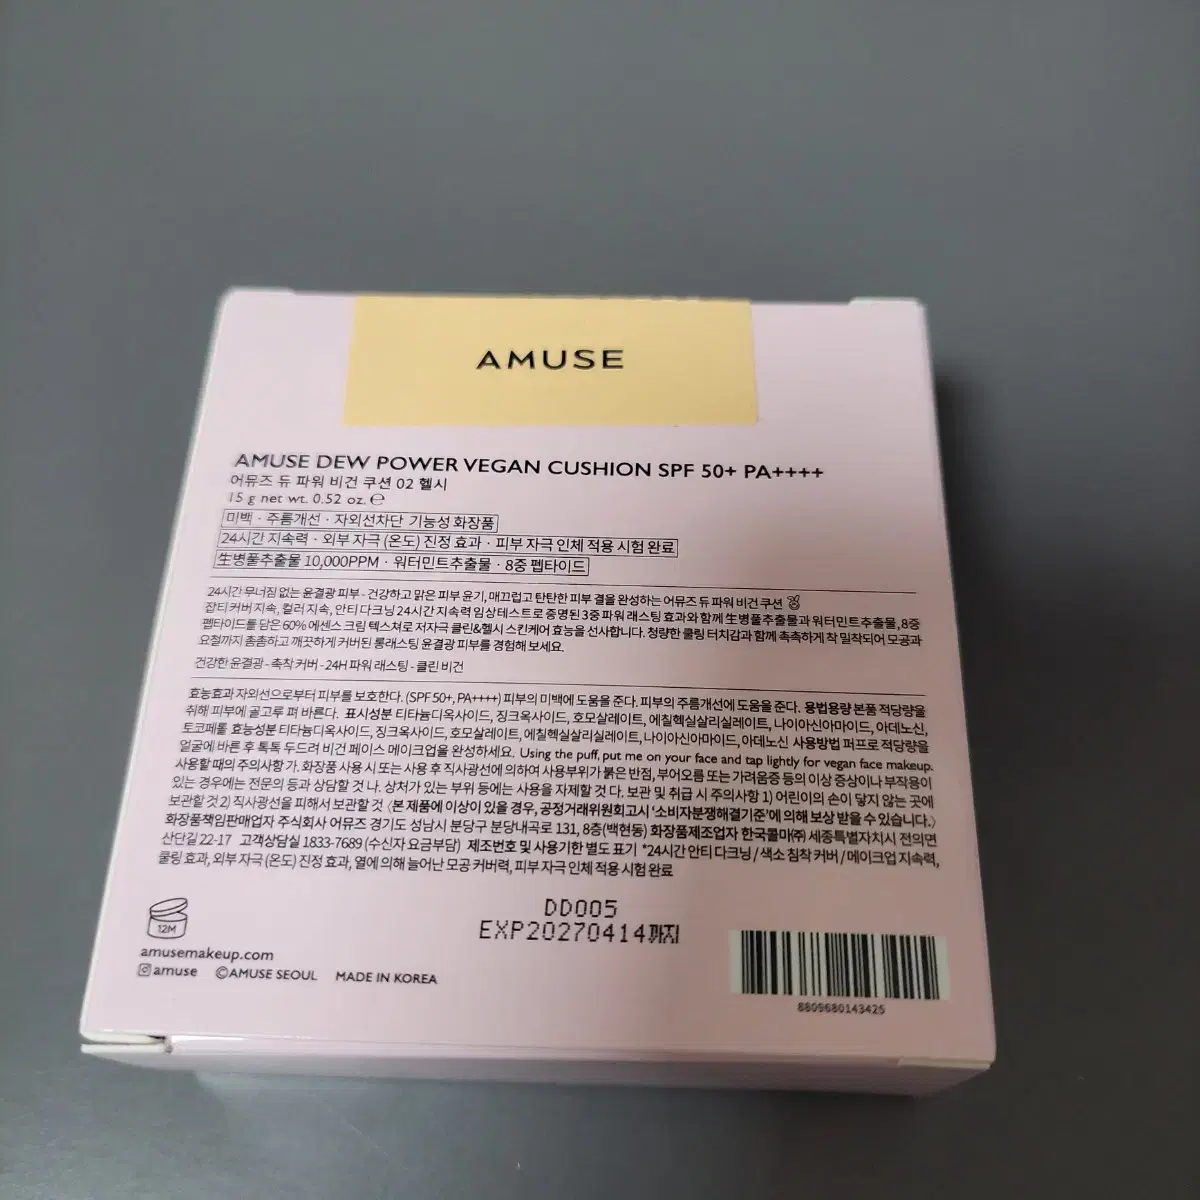 AMUSE
AMUSE DEW POWER VEGAN CUSHION SPF 50+ PA++++
어뮤즈 듀 파워 비건 쿠션 02 헬시
15 g net wt. 0.52 oz. ℮
미백 · 주름개선 · 자외선차단 기능성 화장품
24시간 지속력 · 외부 자극 (온도) 진정 효과 · 피부 자극 인체 적용 시험 완료
生병풀추출물 10,000PPM · 워터민트추출물 · 8중 펩타이드
24시간 무너짐 없는 윤결광 피부 - 건강하고 맑은 피부 윤기, 매끄럽고 탄탄한 피부 결을 완성하는 어뮤즈 듀 파워 비건 쿠션
잡티 커버 지속, 컬러 지속, 안티 다크닝 24시간 지속력 임상 테스트로 증명된 3중 파워 래스팅 효과와 함께 生병풀추출물과 워터민트추출물, 8중
펩타이드를 담은 60% 에센스 크림 텍스쳐로 저자극 클린&헬시 스킨케어 효능을 선사합니다. 청량한 쿨링 터치감과 함께 촉촉하게 착 밀착되어 모공과
요철까지 촘촘하고 깨끗하게 커버된 롱래스팅 윤결광 피부를 경험해 보세요.
건강한 윤결광 - 촉착 커버 - 24H 파워 래스팅 - 클린 비건
효능효과 자외선으로부터 피부를 보호한다. (SPF 50+, PA++++) 피부의 미백에 도움을 준다. 피부의 주름개선에 도움을 준다. 용법용량 본품 적당량을
취해 피부에 골고루 펴 바른다. 표시성분 티타늄디옥사이드, 징크옥사이드, 호모살레이트, 에칠헥실살리실레이트, 나이아신아마이드, 아데노신,
토코페롤 효능성분 티타늄디옥사이드, 징크옥사이드, 호모살레이트, 에칠헥실살리실레이트, 나이아신아마이드, 아데노신 사용방법 퍼프로 적당량을
얼굴에 바른 후 톡톡 두드려 비건 페이스 메이크업을 완성하세요. Using the puff, put me on your face and tap lightly for vegan face makeup.
사용할 때의 주의사항 가. 화장품 사용 시 또는 사용 후 직사광선에 의하여 사용부위가 붉은 반점, 부어오름 또는 가려움증 등의 이상 증상이나 부작용이
있는 경우에는 전문의 등과 상담할 것 나. 상처가 있는 부위 등에는 사용을 자제할 것 다. 보관 및 취급 시 주의사항 1) 어린이의 손이 닿지 않는 곳에
보관할 것 2) 직사광선을 피해서 보관할 것 〈본 제품에 이상이 있을 경우, 공정거래위원회고시 '소비자분쟁해결기준'에 의해 보상 받을 수 있습니다.〉
화장품책임판매업자 주식회사 어뮤즈 경기도 성남시 분당구 분당내곡로 131, 8층(백현동) 화장품제조업자 한국콜마㈜ 세종특별자치시 전의면
산단길 22-17 고객상담실 1833-7689 (수신자 요금부담) 제조번호 및 사용기한 별도 표기 *24시간 안티 다크닝 / 색소 침착 커버 / 메이크업 지속력,
쿨링 효과, 외부 자극 (온도) 진정 효과, 열에 의해 늘어난 모공 커버력, 피부 자극 인체 적용 시험 완료
DD005
EXP20270414까지
12M
amusemakeup.com
amuse ©AMUSE SEOUL MADE IN KOREA
8809680143425